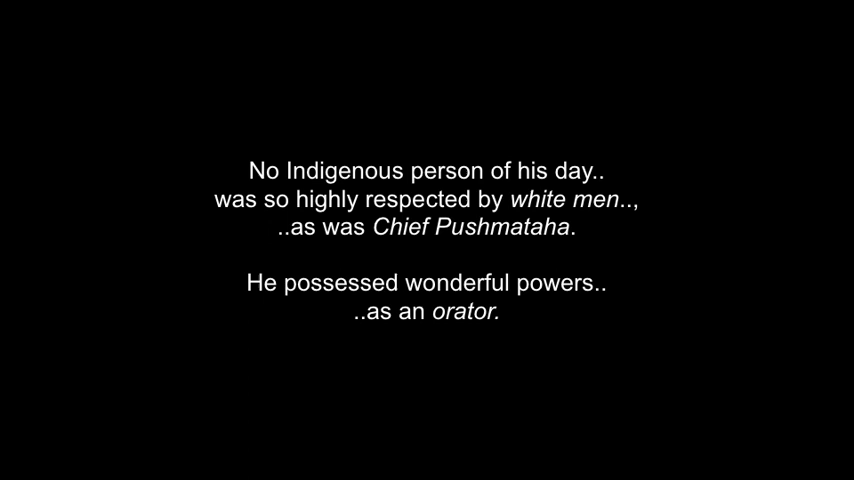 No Indigenous person of his day..
was so highly respected by white men..,
..as was Chief Pushmataha.
He possessed wonderful powers..
..as an orator.